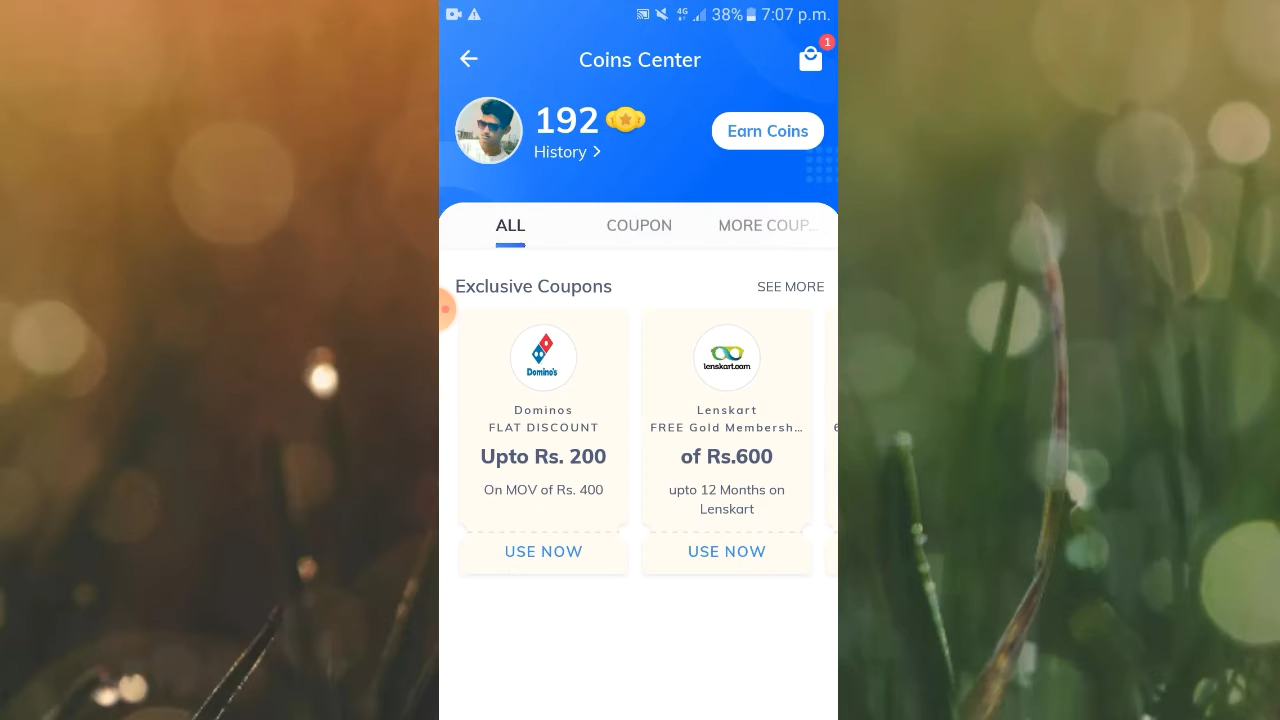 4G 38% 7:07 p.m.
1
Coins Center
192
History
Earn Coins
ALL COUPON MORE COUP...
Exclusive Coupons SEE MORE
Domino's
Dominos
FLAT DISCOUNT
Upto Rs. 200
On MOV of Rs. 400
USE NOW
lenskart.com
Lenskart
FREE Gold Membersh...
of Rs.600
upto 12 Months on
Lenskart
USE NOW